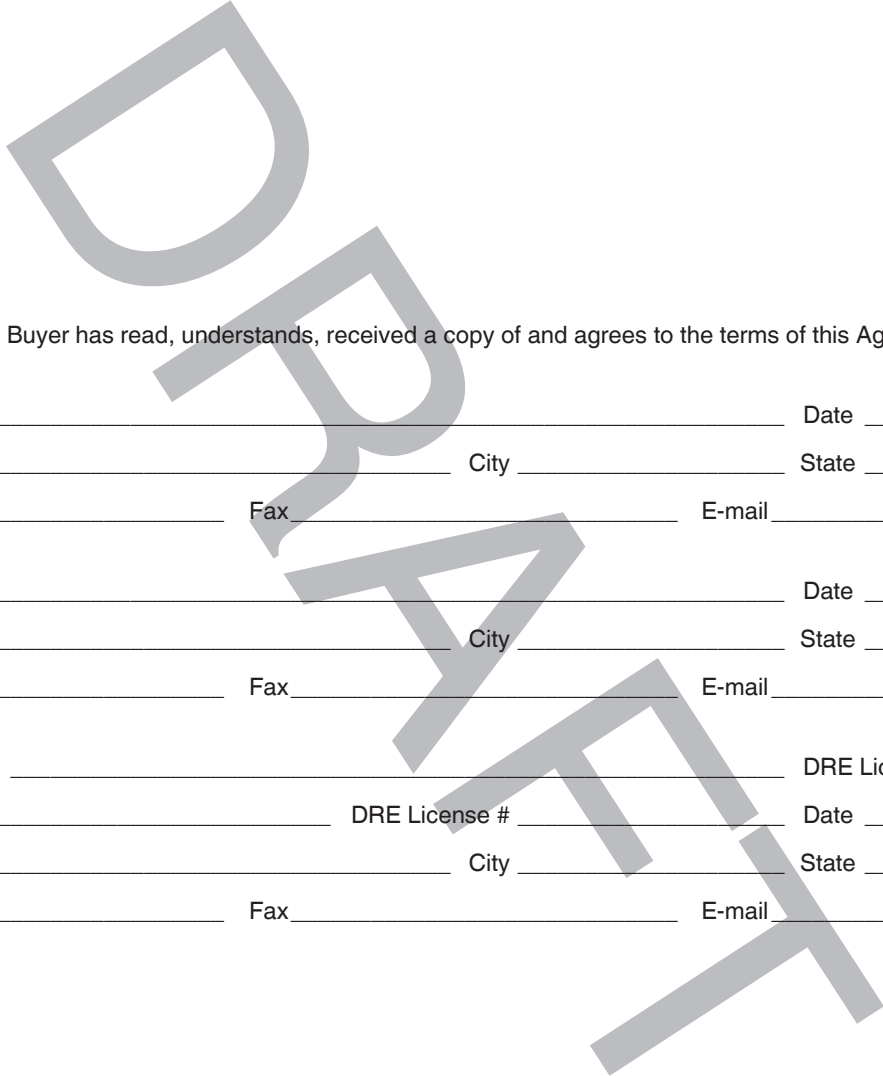 Buyer has read, understands, received a copy of and agrees to the terms of this Ag
Date
City State
Fax E-mail
Date
City State
Fax E-mail
DRE Lic
DRE License # Date
City State
Fax E-mail
DRAFT